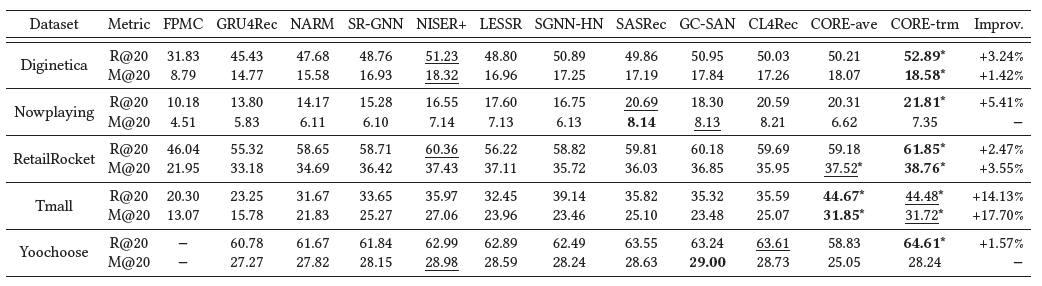 Dataset Metric FPMC GRU4Rec NARM SR-GNN NISER+ LESSR SGNN-HN SASRec GC-SAN CL4Rec CORE-ave CORE-trm Improv.
Diginetica R@20 31.83 45.43 47.68 48.76 51.23 48.80 50.89 49.86 50.95 50.03 50.21 52.89* +3.24%
M@20 8.79 14.77 15.58 16.93 18.32 16.96 17.25 17.19 17.84 17.26 18.07 18.58* +1.42%
Nowplaying R@20 10.18 13.80 14.17 15.28 16.55 17.60 16.75 20.69 18.30 20.59 20.31 21.81* +5.41%
M@20 4.51 5.83 6.11 6.10 7.14 7.13 6.13 8.14 8.13 8.21 6.62 7.35 –
RetailRocket R@20 46.04 55.32 58.65 58.71 60.36 56.22 58.82 59.81 60.18 59.69 59.18 61.85* +2.47%
M@20 21.95 33.18 34.69 36.42 37.43 37.11 35.72 36.03 36.85 35.95 37.52* 38.76* +3.55%
Tmall R@20 20.30 23.25 31.67 33.65 35.97 32.45 39.14 35.82 35.32 35.59 44.67* 44.48* +14.13%
M@20 13.07 15.78 21.83 25.27 27.06 23.96 23.46 25.10 23.48 25.07 31.85* 31.72* +17.70%
Yoochoose R@20 – 60.78 61.67 61.84 62.99 62.89 62.49 63.55 63.24 63.61 58.83 64.61* +1.57%
M@20 – 27.27 27.82 28.15 28.98 28.59 28.24 28.63 29.00 28.73 25.05 28.24 –